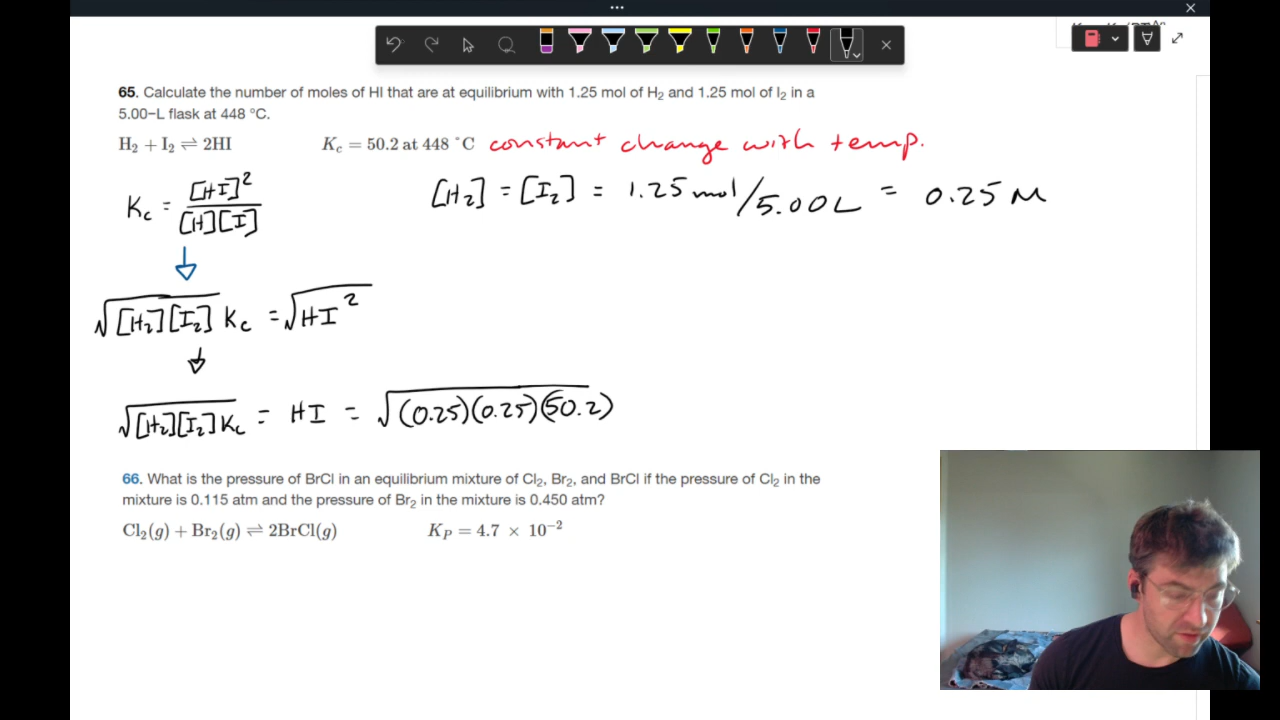 65. Calculate the number of moles of HI that are at equilibrium with 1.25 mol of H₂ and 1.25 mol of I₂ in a
5.00−L flask at 448 °C.
H₂ + I₂ ⇌ 2HI K_c = 50.2 at 448 °C constant change with temp.
K_c = [HI]² / [H][I]
[H₂] = [I₂] = 1.25 mol / 5.00 L = 0.25 M
√[H₂][I₂] K_c = √HI²
√[H₂][I₂]K_c = HI = √(0.25)(0.25)(50.2)
66. What is the pressure of BrCl in an equilibrium mixture of Cl₂, Br₂, and BrCl if the pressure of Cl₂ in the
mixture is 0.115 atm and the pressure of Br₂ in the mixture is 0.450 atm?
Cl₂(g) + Br₂(g) ⇌ 2BrCl(g) K_P = 4.7 × 10⁻²